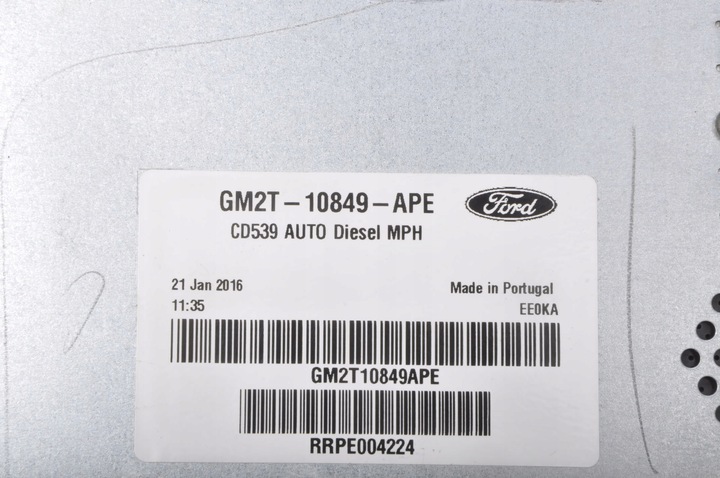 GM2T-10849-APE
Ford
CD539 AUTO Diesel MPH
21 Jan 2016
Made in Portugal
11:35
EE0KA
GM2T10849APE
RRPE004224